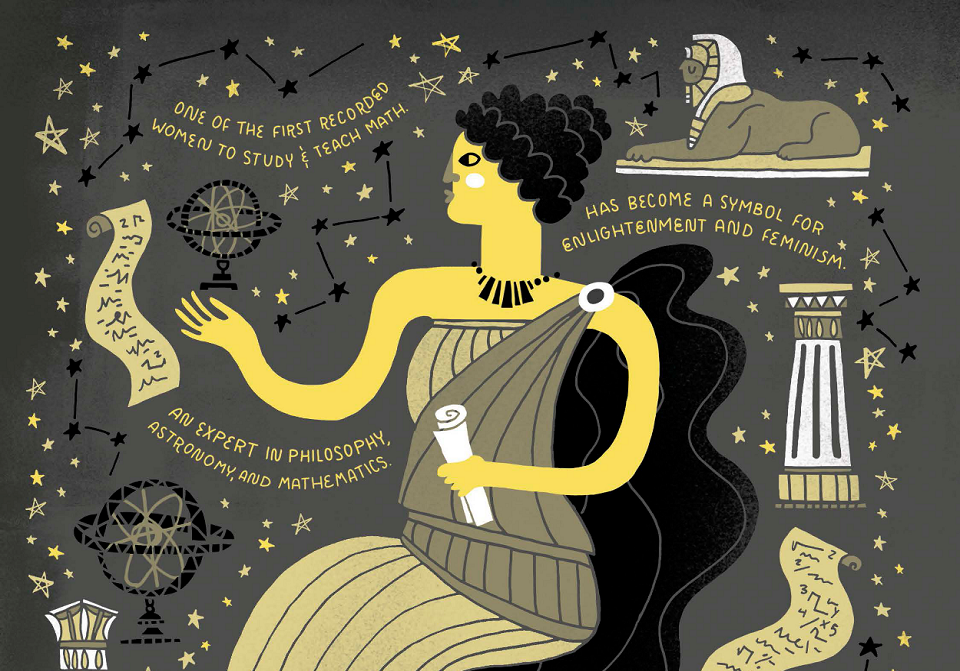 ONE OF THE FIRST RECORDED
WOMEN TO STUDY & TEACH MATH.
HAS BECOME A SYMBOL FOR
ENLIGHTENMENT AND FEMINISM.
AN EXPERT IN PHILOSOPHY,
ASTRONOMY, AND MATHEMATICS.